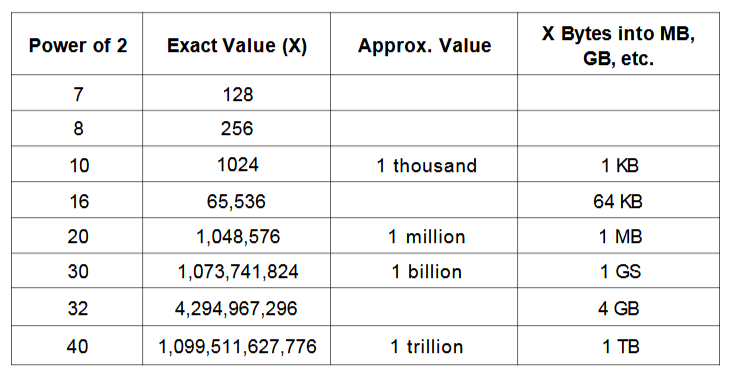 Power of 2 Exact Value (X) Approx. Value X Bytes into MB,
GB, etc.
7 128
8 256
10 1024 1 thousand 1 KB
16 65,536 64 KB
20 1,048,576 1 million 1 MB
30 1,073,741,824 1 billion 1 GS
32 4,294,967,296 4 GB
40 1,099,511,627,776 1 trillion 1 TB